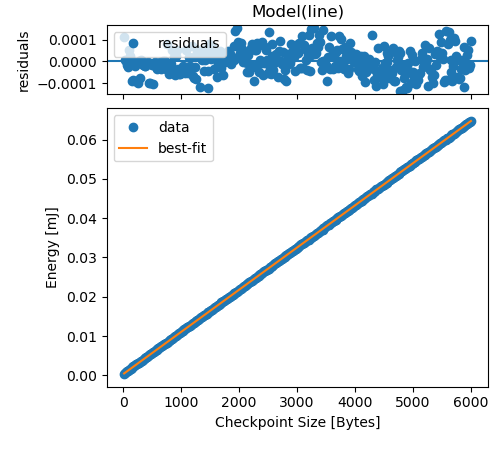 Model(line)
residuals
0.0001
0.0000
−0.0001
residuals
data
best-fit
Energy [mJ]
0.06
0.05
0.04
0.03
0.02
0.01
0.00
0 1000 2000 3000 4000 5000 6000
Checkpoint Size [Bytes]